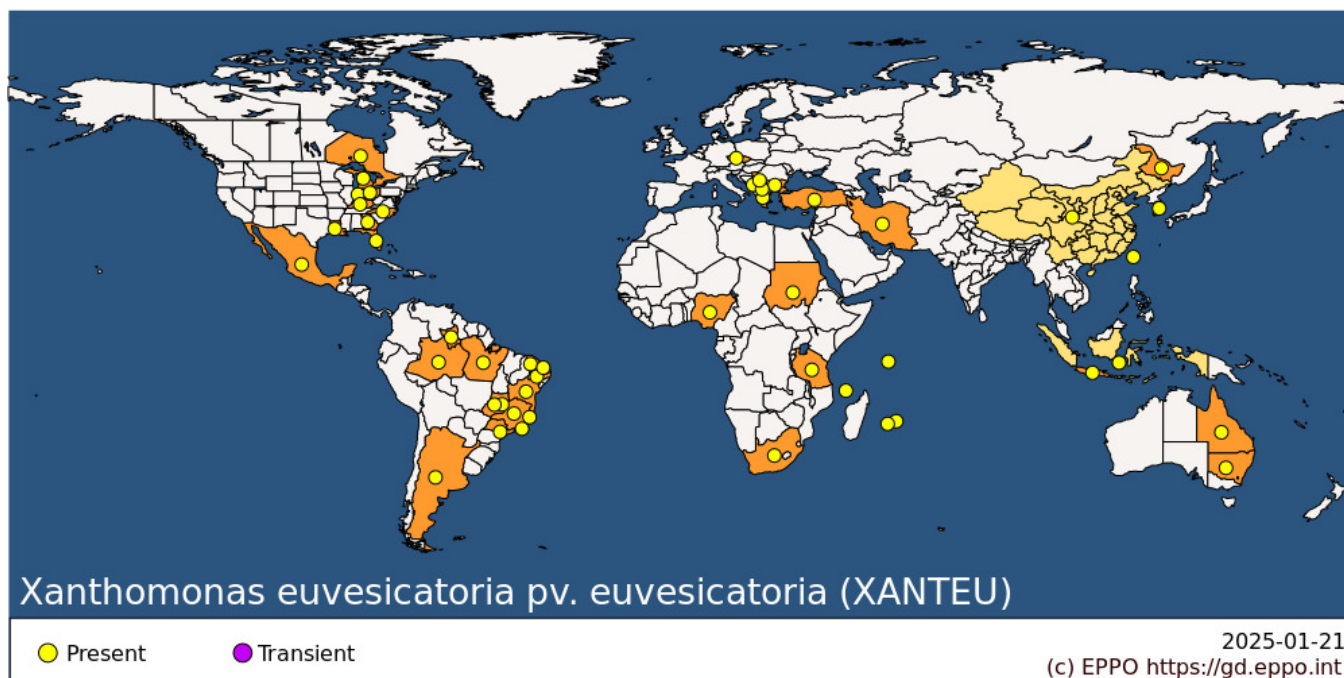 Xanthomonas euvesicatoria pv. euvesicatoria (XANTEU)
Present
Transient
2025-01-21
(c) EPPO https://gd.eppo.int